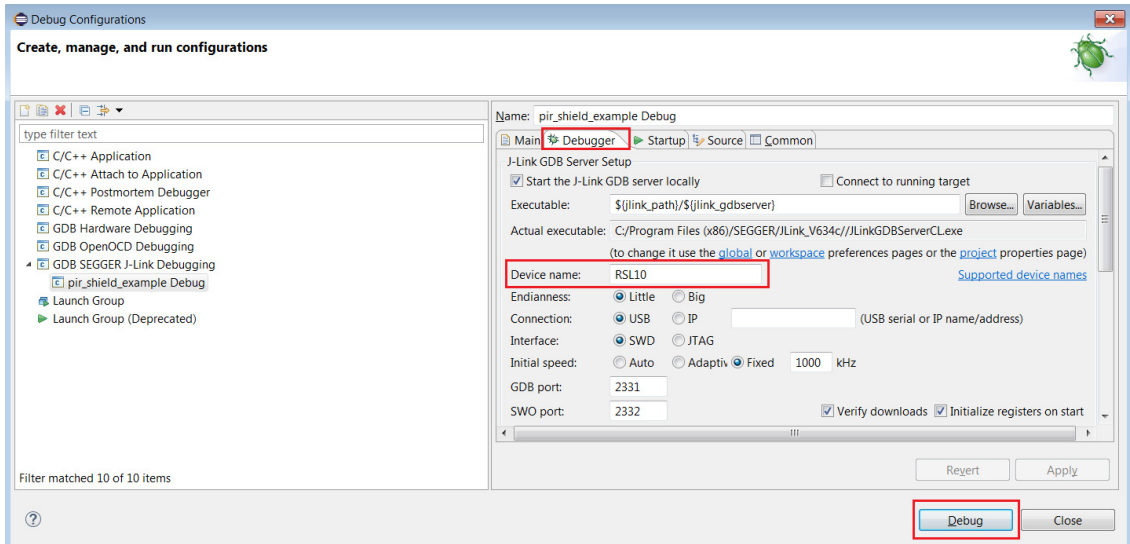 Debug Configurations
Create, manage, and run configurations
type filter text
C/C++ Application
C/C++ Attach to Application
C/C++ Postmortem Debugger
C/C++ Remote Application
GDB Hardware Debugging
GDB OpenOCD Debugging
GDB SEGGER J-Link Debugging
pir_shield_example Debug
Launch Group
Launch Group (Deprecated)
Filter matched 10 of 10 items
Name: pir_shield_example Debug
Main Debugger Startup Source Common
J-Link GDB Server Setup
Start the J-Link GDB server locally Connect to running target
Executable: ${jlink_path}/${jlink_gdbserver} Browse... Variables...
Actual executable: C:/Program Files (x86)/SEGGER/JLink_V634c//JLinkGDBServerCL.exe
(to change it use the global or workspace preferences pages or the project properties page)
Device name: RSL10 Supported device names
Endianness: Little Big
Connection: USB IP (USB serial or IP name/address)
Interface: SWD JTAG
Initial speed: Auto Adaptiv Fixed 1000 kHz
GDB port: 2331
SWO port: 2332 Verify downloads Initialize registers on start
Revert Apply
Debug Close